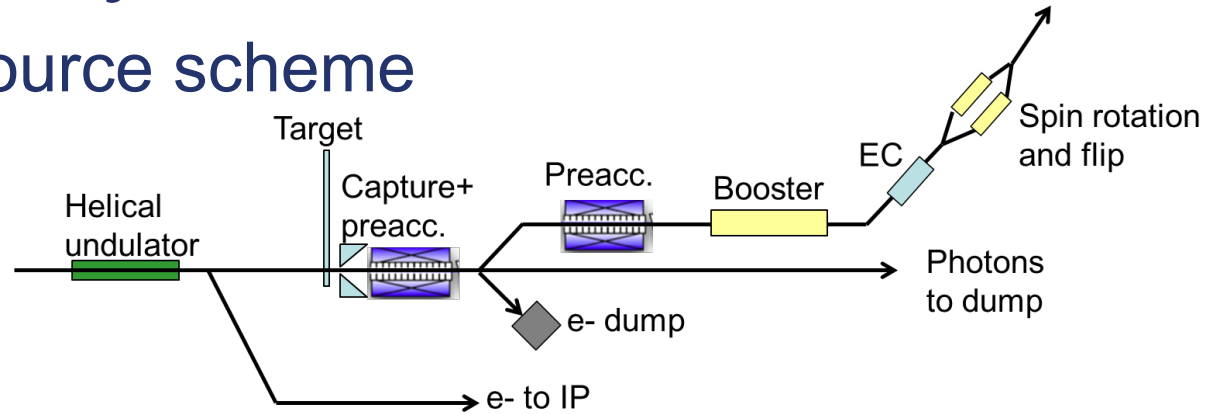 ource scheme
Target
Helical
undulator
Capture+
preacc.
Preacc.
Booster
EC
Spin rotation
and flip
Photons
to dump
e- dump
e- to IP